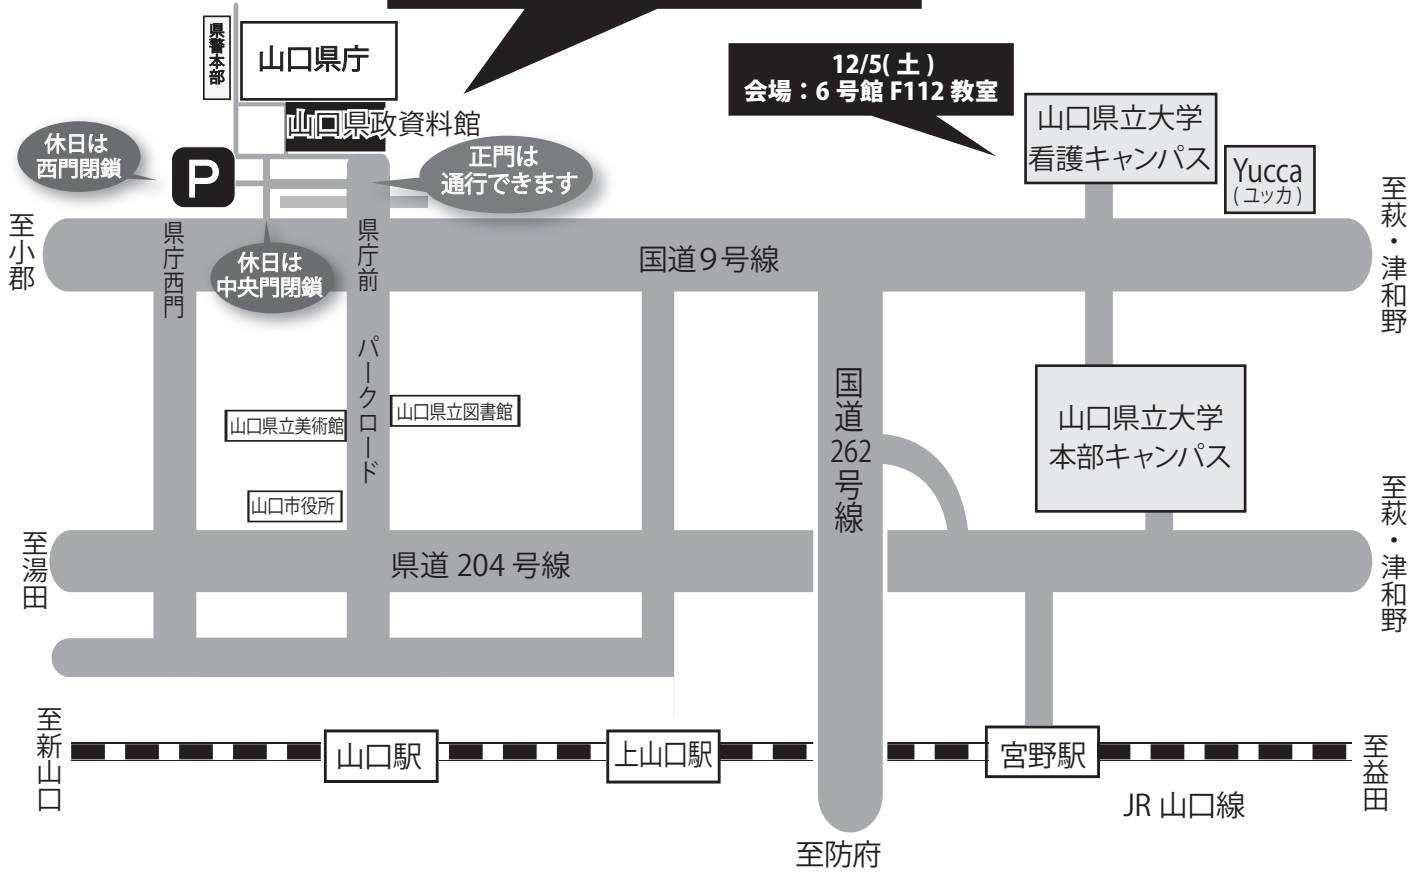 県警本部
山口県庁
12/5( 土 )
会場：6 号館 F112 教室
山口県政資料館
山口県立大学
看護キャンパス
休日は
西門閉鎖
P
正門は
通行できます
Yucca
( ユッカ )
至小郡
県庁西門
休日は
中央門閉鎖
県庁前
国道９号線
至萩・津和野
パークロード
山口県立美術館
山口県立図書館
国道262号線
山口県立大学
本部キャンパス
山口市役所
至湯田
県道 204 号線
至萩・津和野
至新山口
山口駅
上山口駅
宮野駅
至益田
JR 山口線
至防府